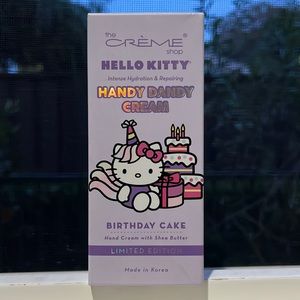 the
CRÈME®
shop
HELLO KITTY®
Intense Hydration & Repairing
HANDY DANDY
CREAM
BIRTHDAY CAKE
Hand Cream with Shea Butter
LIMITED EDITION
Made in Korea